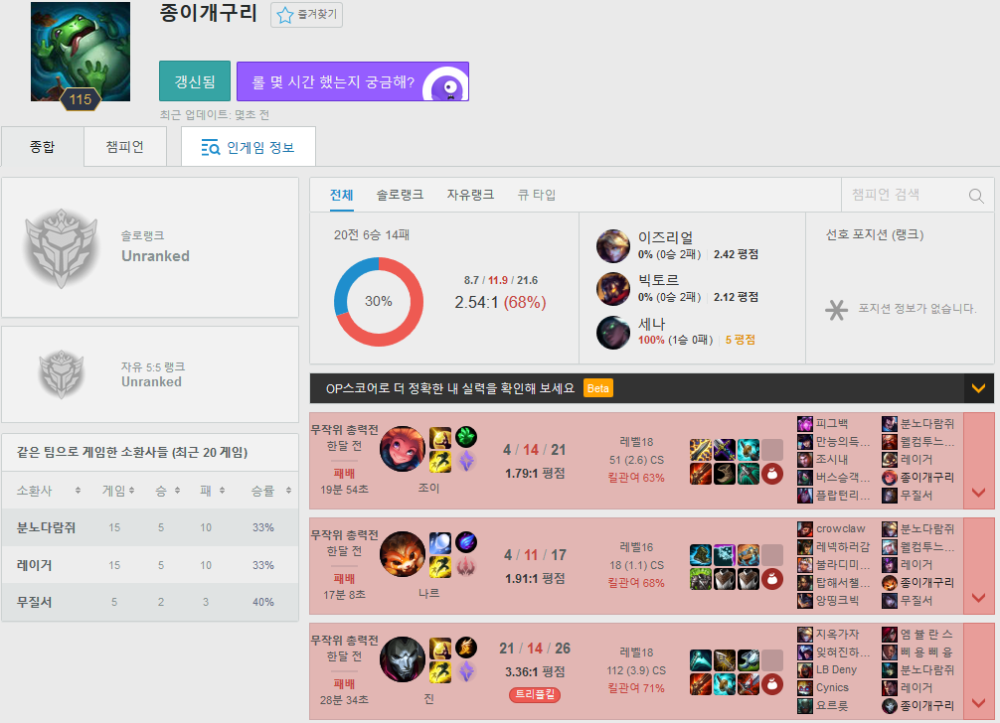 종이개구리
즐겨찾기
115
갱신됨
롤 몇 시간 했는지 궁금해?
최근 업데이트: 몇초 전
종합
챔피언
인게임 정보
솔로랭크
Unranked
자유 5:5 랭크
Unranked
같은 팀으로 게임한 소환사들 (최근 20 게임)
소환사 게임 승 패 승률
분노다람쥐 15 5 10 33%
레이거 15 5 10 33%
무질서 5 2 3 40%
전체 솔로랭크 자유랭크 큐 타입
챔피언 검색
20전 6승 14패
30%
8.7 / 11.9 / 21.6
2.54:1 (68%)
이즈리얼
0% (0승 2패) 2.42 평점
빅토르
0% (0승 2패) 2.12 평점
세나
100% (1승 0패) 5 평점
선호 포지션 (랭크)
포지션 정보가 없습니다.
OP스코어로 더 정확한 내 실력을 확인해 보세요 Beta
무작위 총력전
한달 전
패배
19분 54초
조이
4 / 14 / 21
1.79:1 평점
레벨18
51 (2.6) CS
킬관여 63%
피그백
만능의득...
조시내
버스승객...
플랍턴리...
분노다람쥐
웰컴투느...
레이거
종이개구리
무질서
무작위 총력전
한달 전
패배
17분 8초
나르
4 / 11 / 17
1.91:1 평점
레벨16
18 (1.1) CS
킬관여 68%
crowclaw
레넥하러감
불라디미...
탑해서챌...
앙띵크빅
분노다람쥐
웰컴투느...
레이거
종이개구리
무질서
무작위 총력전
한달 전
패배
28분 34초
진
21 / 14 / 26
3.36:1 평점
트리플킬
레벨18
112 (3.9) CS
킬관여 71%
지옥가자
잊혀진하...
LB Deny
Cynics
요르릇
엠 블 란 스
삐 용 삐 용
분노다람쥐
레이거
종이개구리